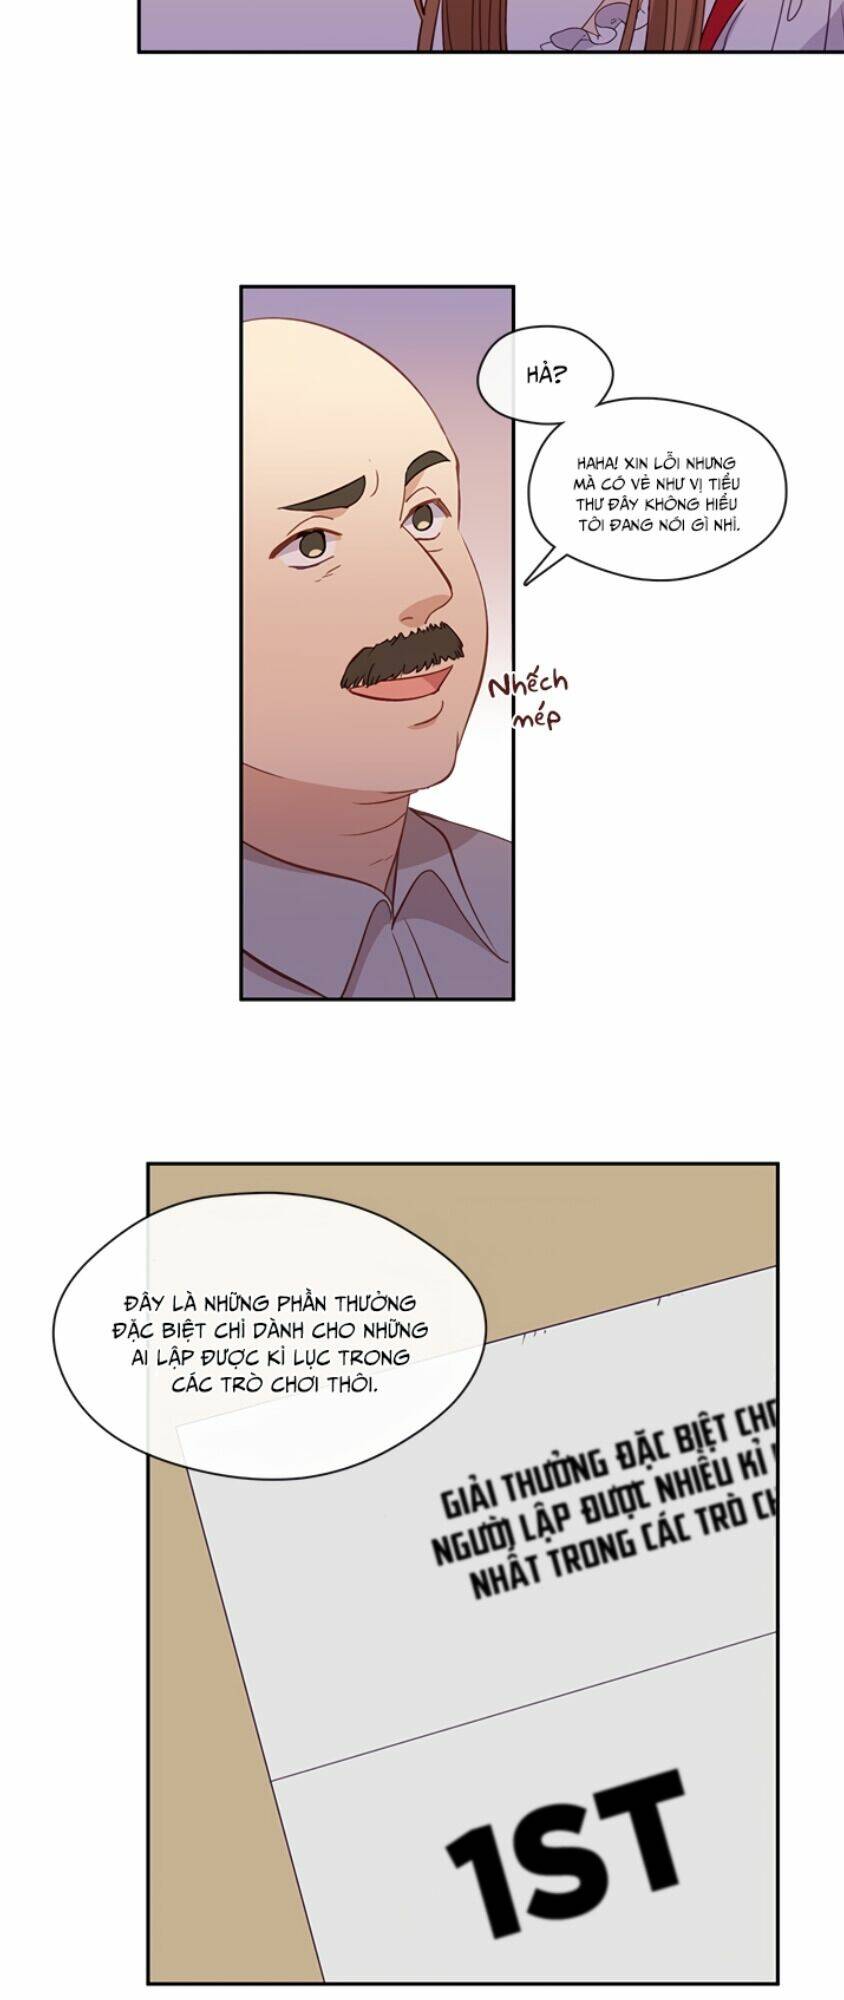 HẢ?
HAHA! XIN LỖI NHƯNG
MÀ CÓ VẺ NHƯ VỊ TIỂU
THƯ ĐÂY KHÔNG HIỂU
TÔI ĐANG NÓI GÌ NHỈ.
Nhếch
mép
ĐÂY LÀ NHỮNG PHẦN THƯỞNG
ĐẶC BIỆT CHỈ DÀNH CHO NHỮNG
AI LẬP ĐƯỢC KỈ LỤC TRONG
CÁC TRÒ CHƠI THÔI.
GIẢI THƯỞNG ĐẶC BIỆT CHO
NGƯỜI LẬP ĐƯỢC NHIỀU KỈ
NHẤT TRONG CÁC TRÒ
1ST